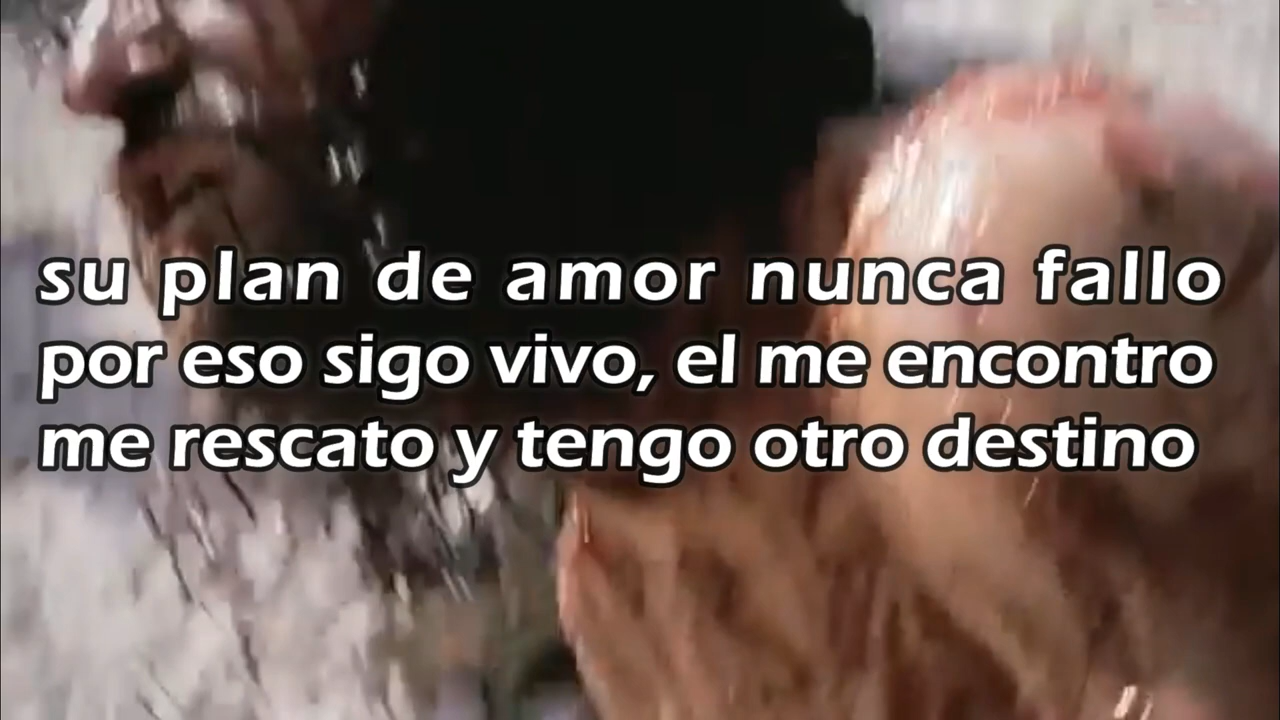 su plan de amor nunca fallo
por eso sigo vivo, el me encontro
me rescato y tengo otro destino